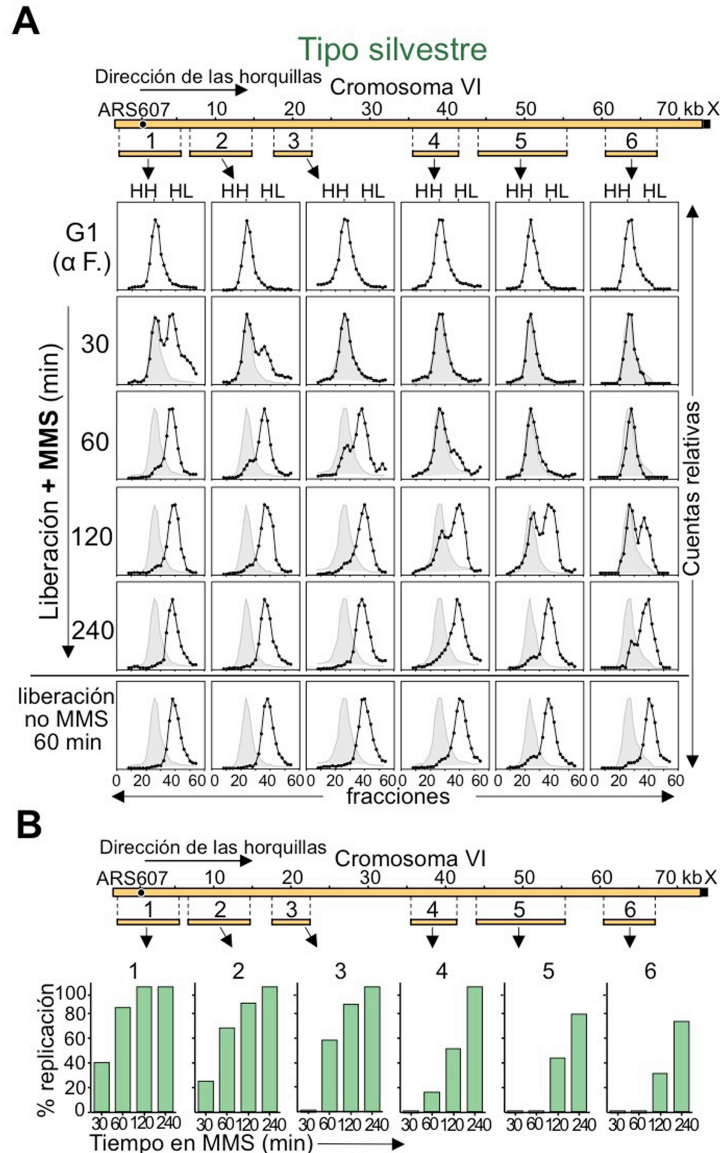 A
Tipo silvestre
Dirección de las horquillas
Cromosoma VI
ARS607 10 20 30 40 50 60 70 kb X
1 2 3 4 5 6
HH HL HH HL HH HL HH HL HH HL HH HL
G1
(α F.)
30
60
120
240
Liberación + MMS (min)
Cuentas relativas
liberación
no MMS
60 min
0 20 40 60 0 20 40 60 0 20 40 60 0 20 40 60 0 20 40 60 0 20 40 60
fracciones
B
Dirección de las horquillas
Cromosoma VI
ARS607 10 20 30 40 50 60 70 kb X
1 2 3 4 5 6
1 2 3 4 5 6
% replicación
100
80
60
40
20
0
30 60 120 240 30 60 120 240 30 60 120 240 30 60 120 240 30 60 120 240 30 60 120 240
Tiempo en MMS (min)